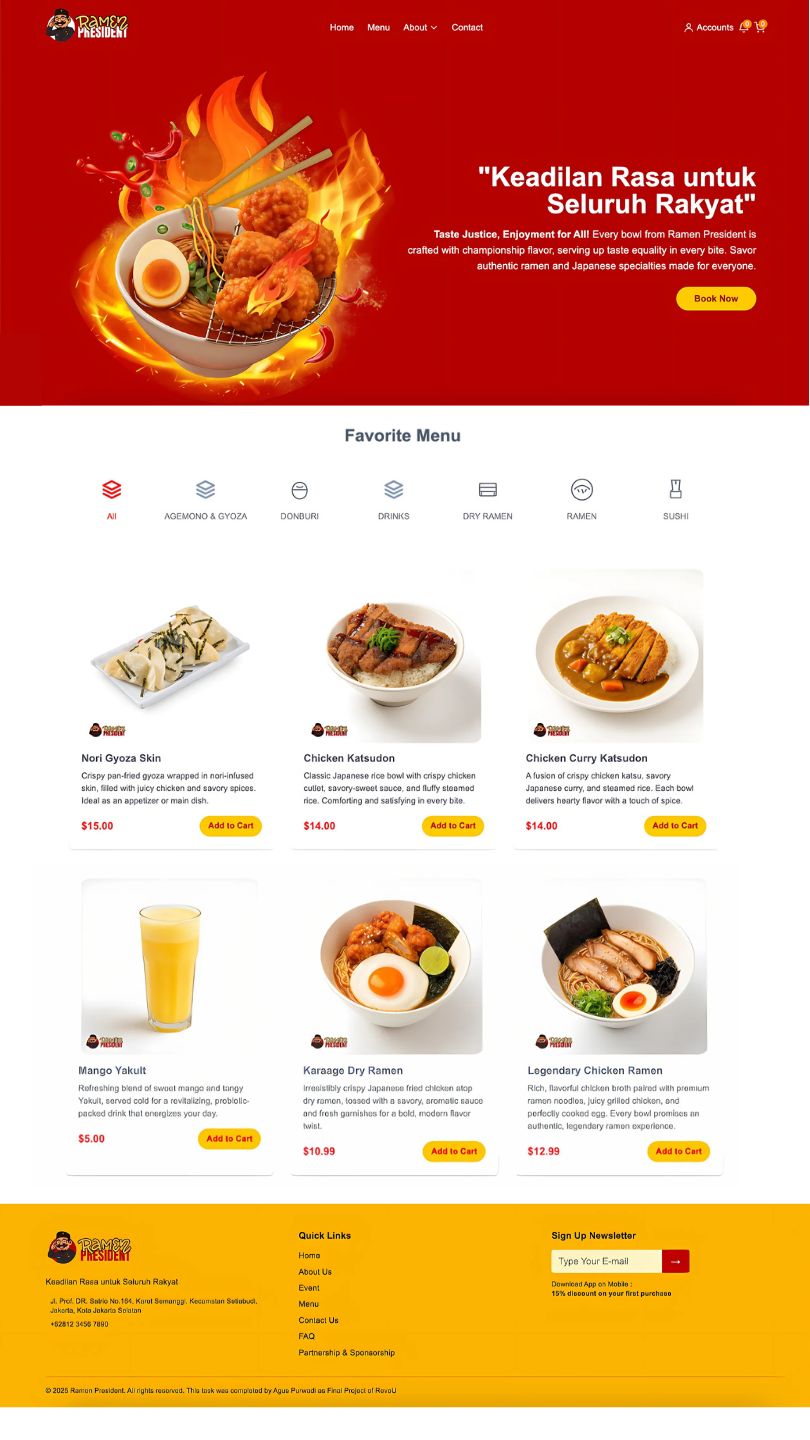 RAMEN
PRESIDENT
Home Menu About Contact
Accounts 0 0
"Keadilan Rasa untuk
Seluruh Rakyat"
Taste Justice, Enjoyment for All! Every bowl from Ramen President is
crafted with championship flavor, serving up taste equality in every bite. Savor
authentic ramen and Japanese specialties made for everyone.
Book Now
Favorite Menu
All AGEMONO & GYOZA DONBURI DRINKS DRY RAMEN RAMEN SUSHI
RAMEN
PRESIDENT
Nori Gyoza Skin
Crispy pan-fried gyoza wrapped in nori-infused
skin, filled with juicy chicken and savory spices.
Ideal as an appetizer or main dish.
$15.00 Add to Cart
RAMEN
PRESIDENT
Chicken Katsudon
Classic Japanese rice bowl with crispy chicken
cutlet, savory-sweet sauce, and fluffy steamed
rice. Comforting and satisfying in every bite.
$14.00 Add to Cart
RAMEN
PRESIDENT
Chicken Curry Katsudon
A fusion of crispy chicken katsu, savory
Japanese curry, and steamed rice. Each bowl
delivers hearty flavor with a touch of spice.
$14.00 Add to Cart
RAMEN
PRESIDENT
Mango Yakult
Refreshing blend of sweet mango and tangy
Yakult, served cold for a revitalizing, probiotic-
packed drink that energizes your day.
$5.00 Add to Cart
RAMEN
PRESIDENT
Karaage Dry Ramen
Irresistibly crispy Japanese fried chicken atop
dry ramen, tossed with a savory, aromatic sauce
and fresh garnishes for a bold, modern flavor
twist.
$10.99 Add to Cart
RAMEN
PRESIDENT
Legendary Chicken Ramen
Rich, flavorful chicken broth paired with premium
ramen noodles, juicy grilled chicken, and
perfectly cooked egg. Every bowl promises an
authentic, legendary ramen experience.
$12.99 Add to Cart
RAMEN
PRESIDENT
Keadilan Rasa untuk Seluruh Rakyat
Jl. Prof. DR. Satrio No.164, Karet Semanggi, Kecamatan Setiabudi,
Jakarta, Kota Jakarta Selatan
+62812 3456 7890
Quick Links
Home
About Us
Event
Menu
Contact Us
FAQ
Partnership & Sponsorship
Sign Up Newsletter
Type Your E-mail →
Download App on Mobile :
15% discount on your first purchase
© 2025 Ramen President. All rights reserved. This task was completed by Agus Purwadi as Final Project of RevoU